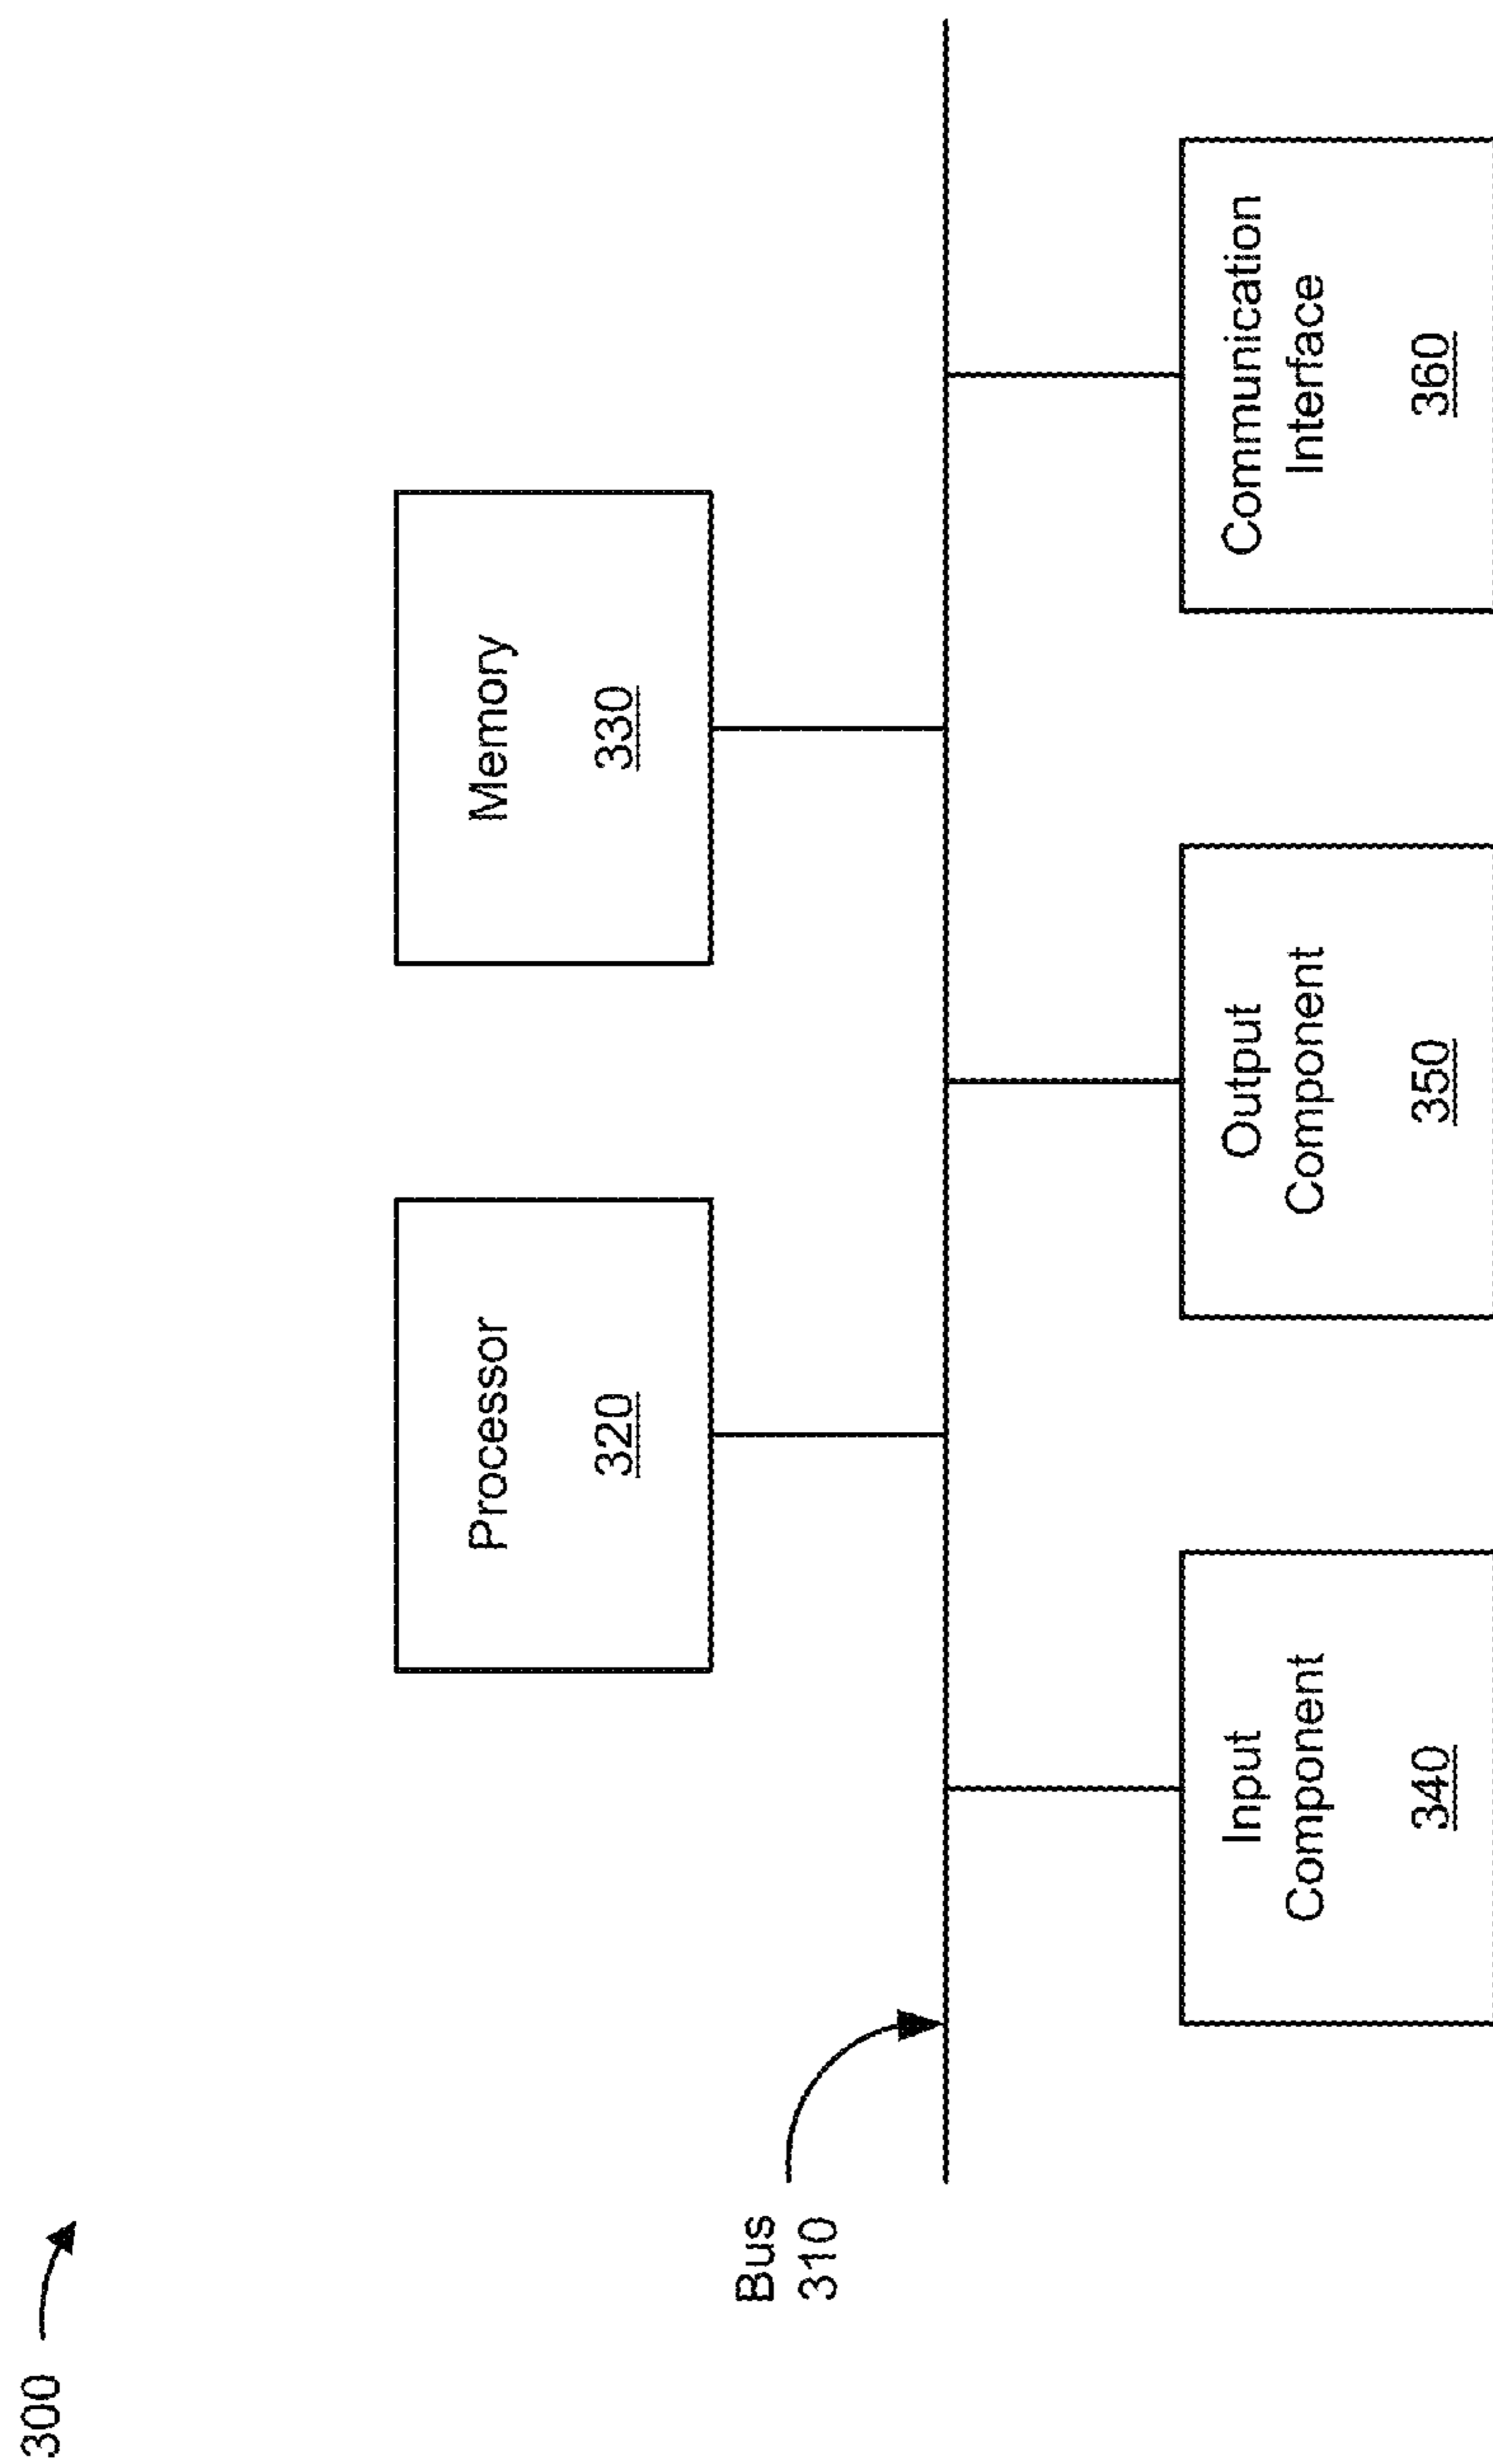 300
Processor
320
Memory
330
Bus
310
Input
Component
340
Output
Component
350
Communication
Interface
360